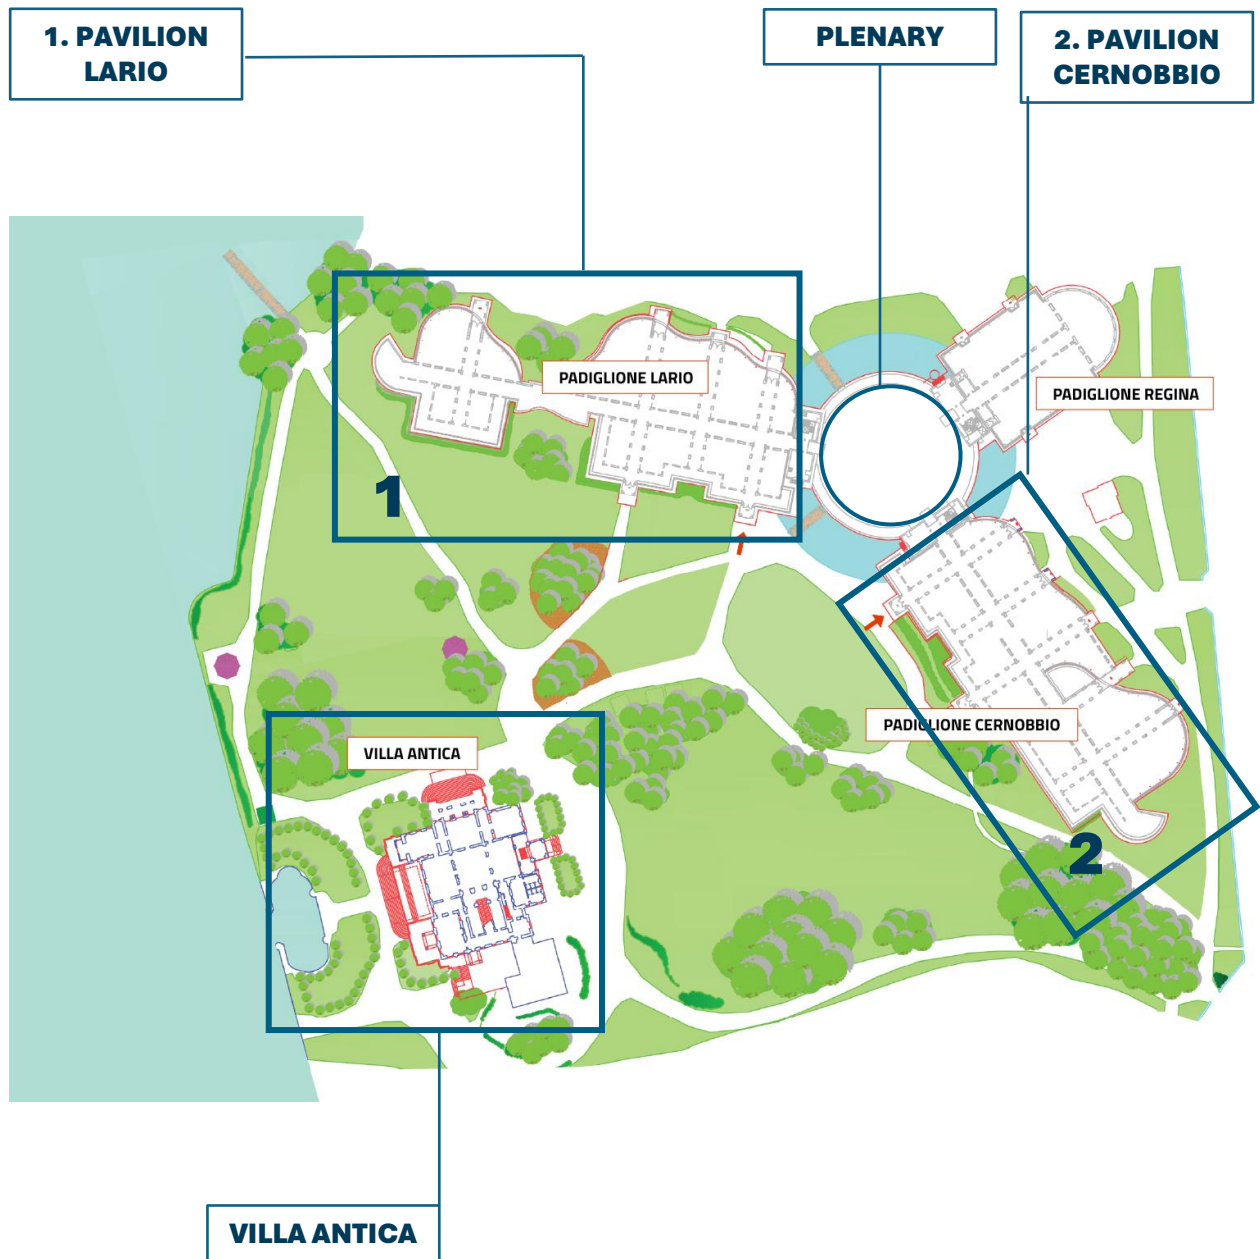 1. PAVILION
LARIO
PLENARY
2. PAVILION
CERNOBBIO
PADIGLIONE LARIO
PADIGLIONE REGINA
1
PADIGLIONE CERNOBBIO
VILLA ANTICA
2
VILLA ANTICA